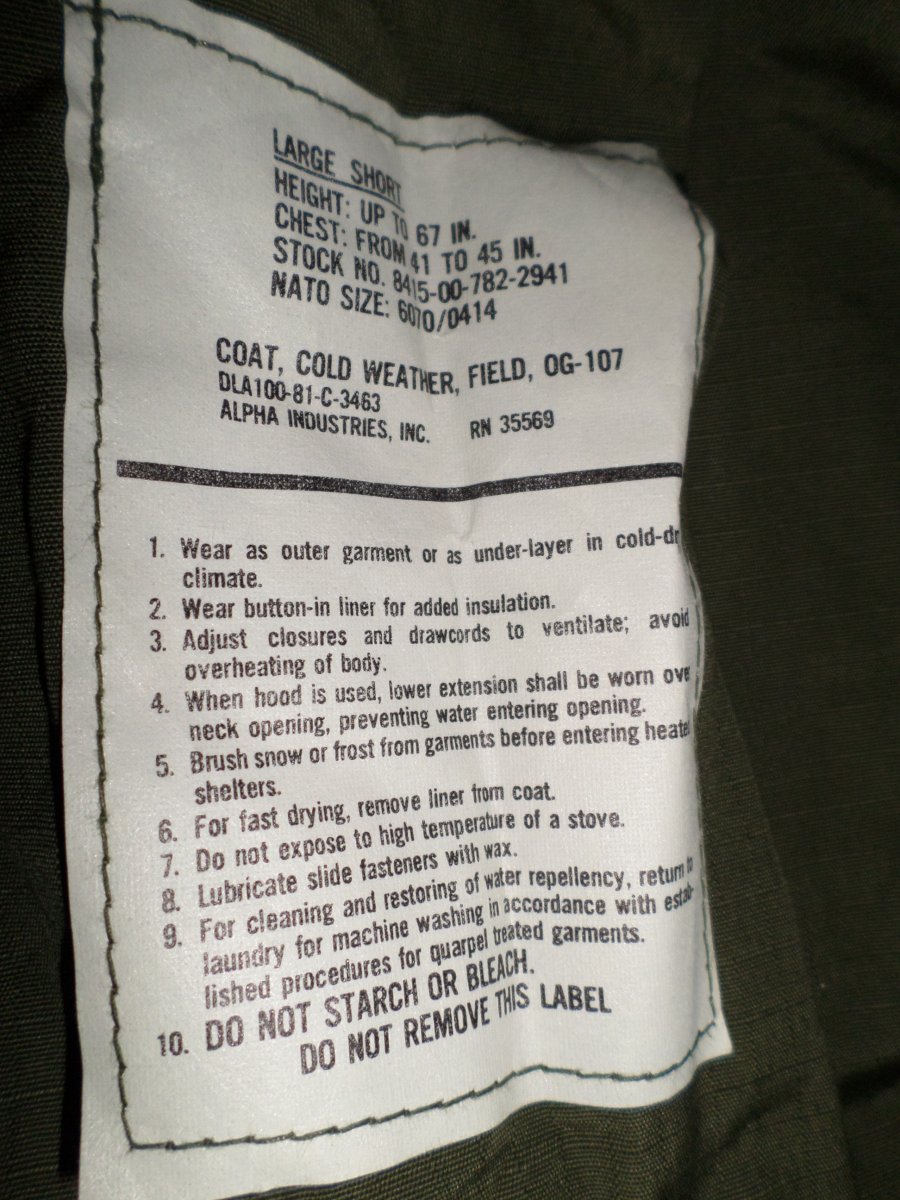 LARGE SHORT
HEIGHT: UP TO 67 IN.
CHEST: FROM 41 TO 45 IN.
STOCK NO. 8415-00-782-2941
NATO SIZE: 6070/0414
COAT, COLD WEATHER, FIELD, OG-107
DLA100-81-C-3463
ALPHA INDUSTRIES, INC. RN 35569
1. Wear as outer garment or as under-layer in cold-dr
climate.
2. Wear button-in liner for added insulation.
3. Adjust closures and drawcords to ventilate; avoid
overheating of body.
4. When hood is used, lower extension shall be worn ove
neck opening, preventing water entering opening.
5. Brush snow or frost from garments before entering heate
shelters.
6. For fast drying, remove liner from coat.
7. Do not expose to high temperature of a stove.
8. Lubricate slide fasteners with wax.
9. For cleaning and restoring of water repellency, return to
laundry for machine washing in accordance with estab-
lished procedures for quarpel treated garments.
10. DO NOT STARCH OR BLEACH.
DO NOT REMOVE THIS LABEL